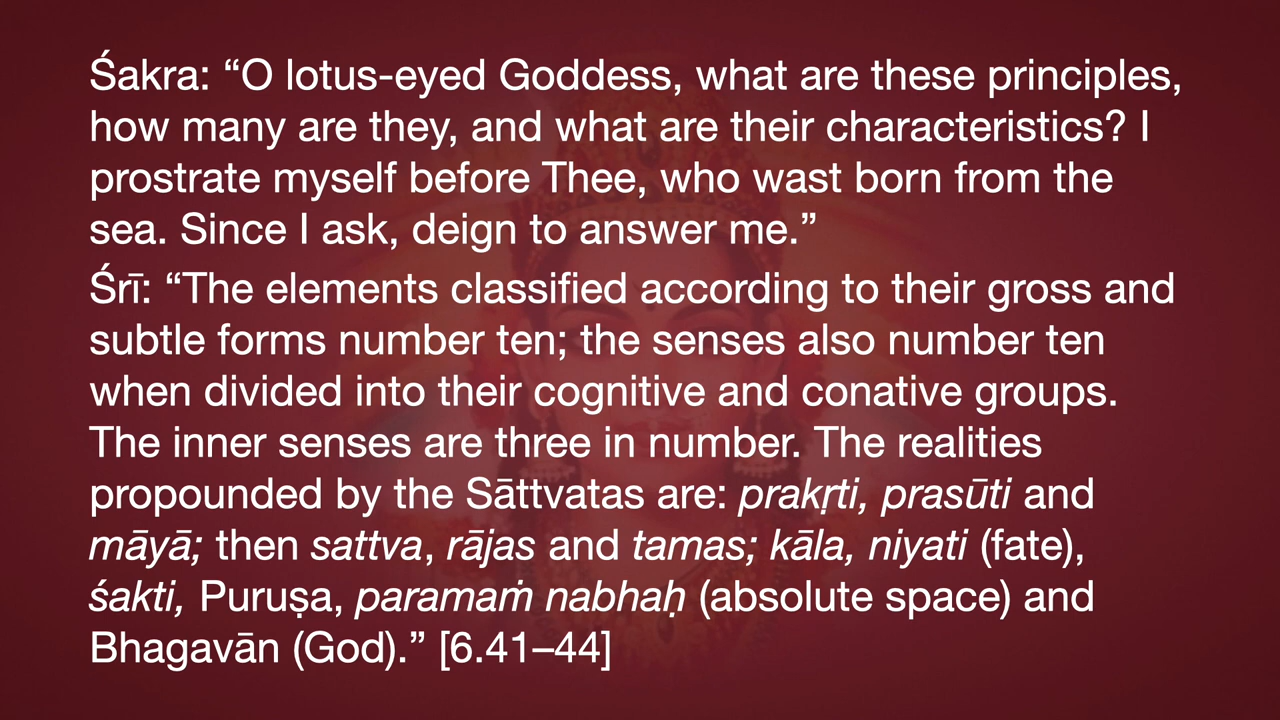 Śakra: “O lotus-eyed Goddess, what are these principles,
how many are they, and what are their characteristics? I
prostrate myself before Thee, who wast born from the
sea. Since I ask, deign to answer me.”
Śrī: “The elements classified according to their gross and
subtle forms number ten; the senses also number ten
when divided into their cognitive and conative groups.
The inner senses are three in number. The realities
propounded by the Sāttvatas are: prakṛti, prasūti and
māyā; then sattva, rājas and tamas; kāla, niyati (fate),
śakti, Puruṣa, paramaṁ nabhaḥ (absolute space) and
Bhagavān (God).” [6.41–44]